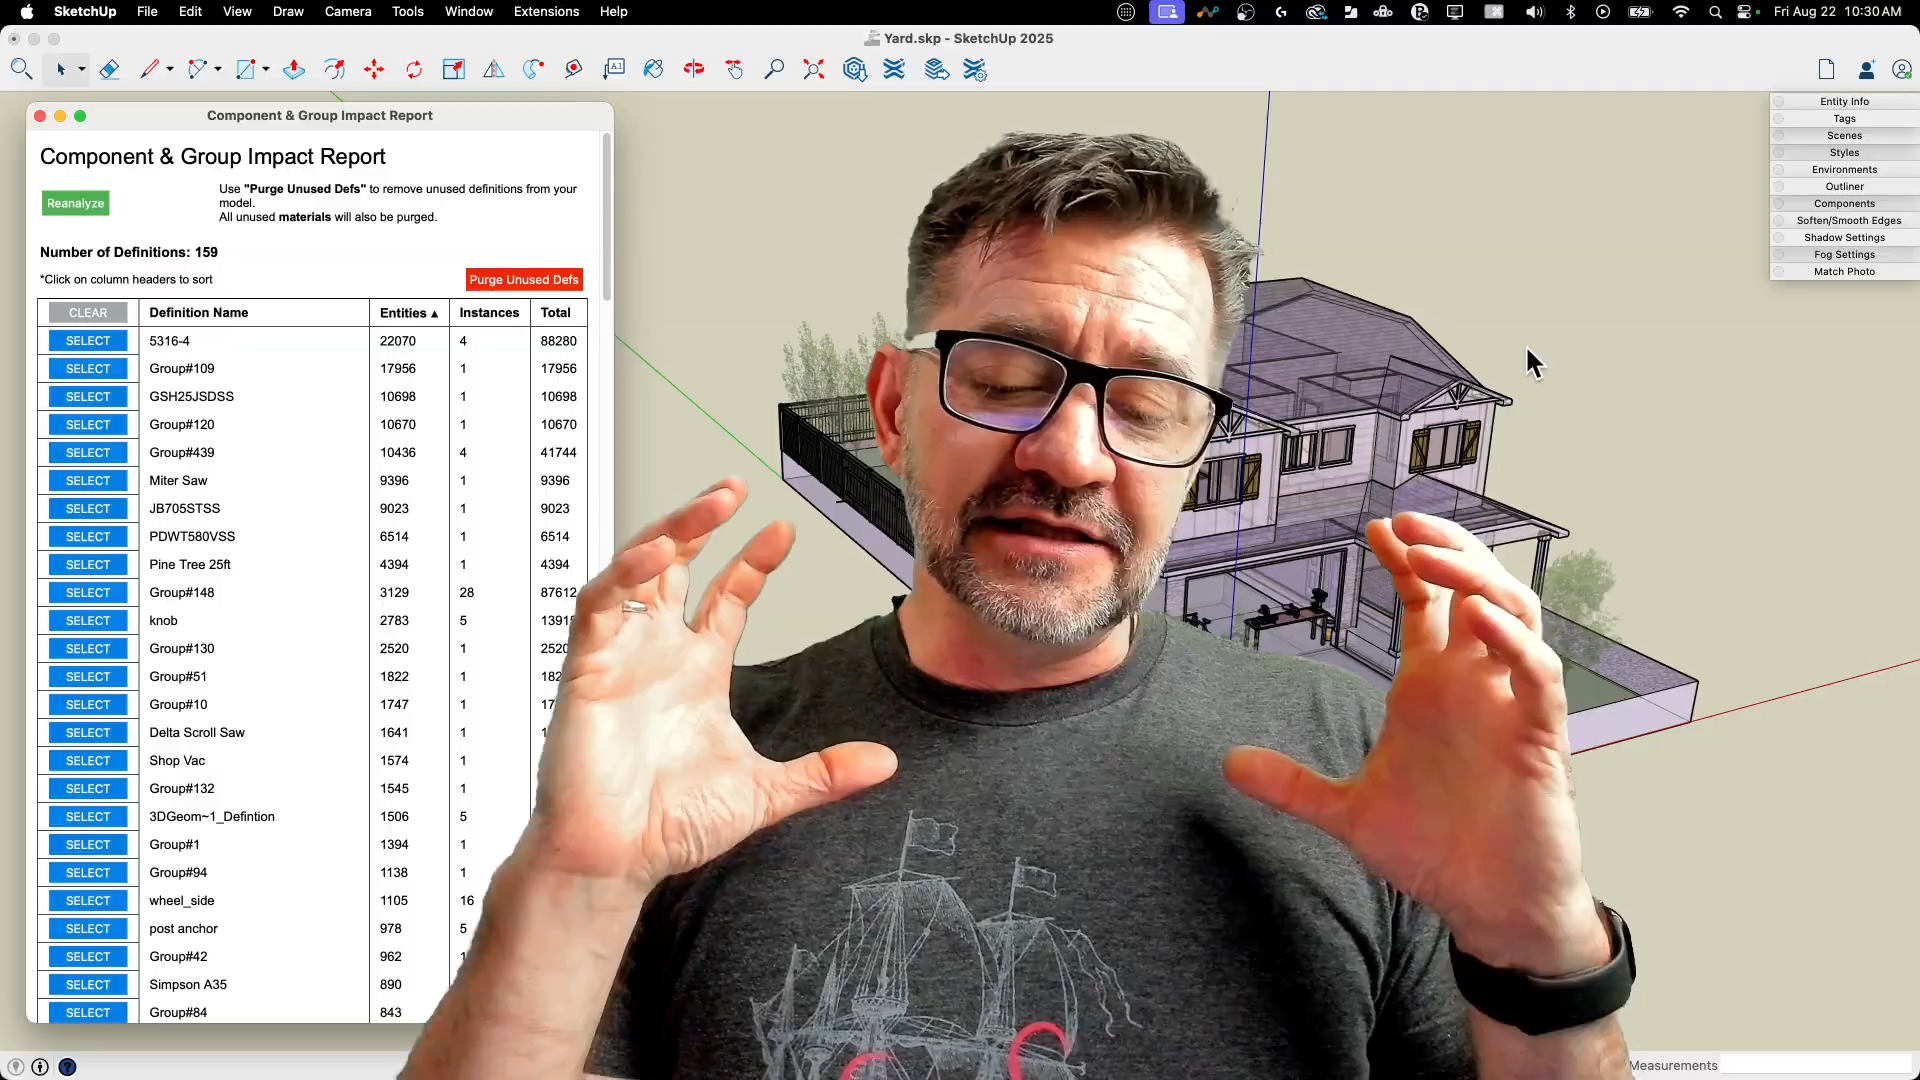 SketchUp File Edit View Draw Camera Tools Window Extensions Help
Fri Aug 22 10:30 AM
Yard.skp - SketchUp 2025
A1
Component & Group Impact Report
Component & Group Impact Report
Reanalyze
Use "Purge Unused Defs" to remove unused definitions from your
model.
All unused materials will also be purged.
Number of Definitions: 159
*Click on column headers to sort
Purge Unused Defs
CLEAR Definition Name Entities ▲ Instances Total
SELECT 5316-4 22070 4 88280
SELECT Group#109 17956 1 17956
SELECT GSH25JSDSS 10698 1 10698
SELECT Group#120 10670 1 10670
SELECT Group#439 10436 4 41744
SELECT Miter Saw 9396 1 9396
SELECT JB705STSS 9023 1 9023
SELECT PDWT580VSS 6514 1 6514
SELECT Pine Tree 25ft 4394 1 4394
SELECT Group#148 3129 28 87612
SELECT knob 2783 5
SELECT Group#130 2520 1
SELECT Group#51 1822 1
SELECT Group#10 1747 1
SELECT Delta Scroll Saw 1641 1
SELECT Shop Vac 1574 1
SELECT Group#132 1545 1
SELECT 3DGeom~1_Defintion 1506 5
SELECT Group#1 1394 1
SELECT Group#94 1138 1
SELECT wheel_side 1105 16
SELECT post anchor 978 5
SELECT Group#42 962
SELECT Simpson A35 890
SELECT Group#84 843
Entity Info
Tags
Scenes
Styles
Environments
Outliner
Components
Soften/Smooth Edges
Shadow Settings
Fog Settings
Match Photo
Measurements